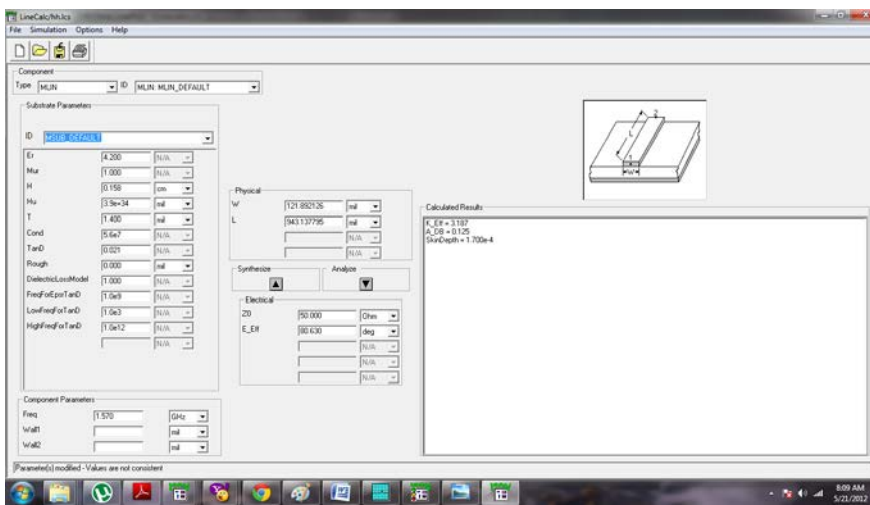 LineCalc/hh.lcs
File Simulation Options Help
Component
Type MLIN ID MLIN: MLIN_DEFAULT
Substrate Parameters
ID MSUB_DEFAULT
Er 4.200 N/A
Mur 1.000 N/A
H 0.158 cm
Hu 3.9e+34 mil
T 1.400 mil
Cond 5.6e7 N/A
TanD 0.021 N/A
Rough 0.000 mil
DielectricLossModel 1.000 N/A
FreqForEpsrTanD 1.0e9 N/A
LowFreqForTanD 1.0e3 N/A
HighFreqForTanD 1.0e12 N/A
N/A
Component Parameters
Freq 1.570 GHz
Wall1 mil
Wall2 mil
Physical
W 121.892126 mil
L 943.137795 mil
N/A
N/A
Synthesize Analyze
Electrical
Z0 50.000 Ohm
E_Eff 80.630 deg
N/A
N/A
N/A
2
L
1
W
Calculated Results
K_Eff = 3.187
A_DB = 0.125
SkinDepth = 1.700e-4
Parameter(s) modified - Values are not consistent
8:09 AM
5/21/2012